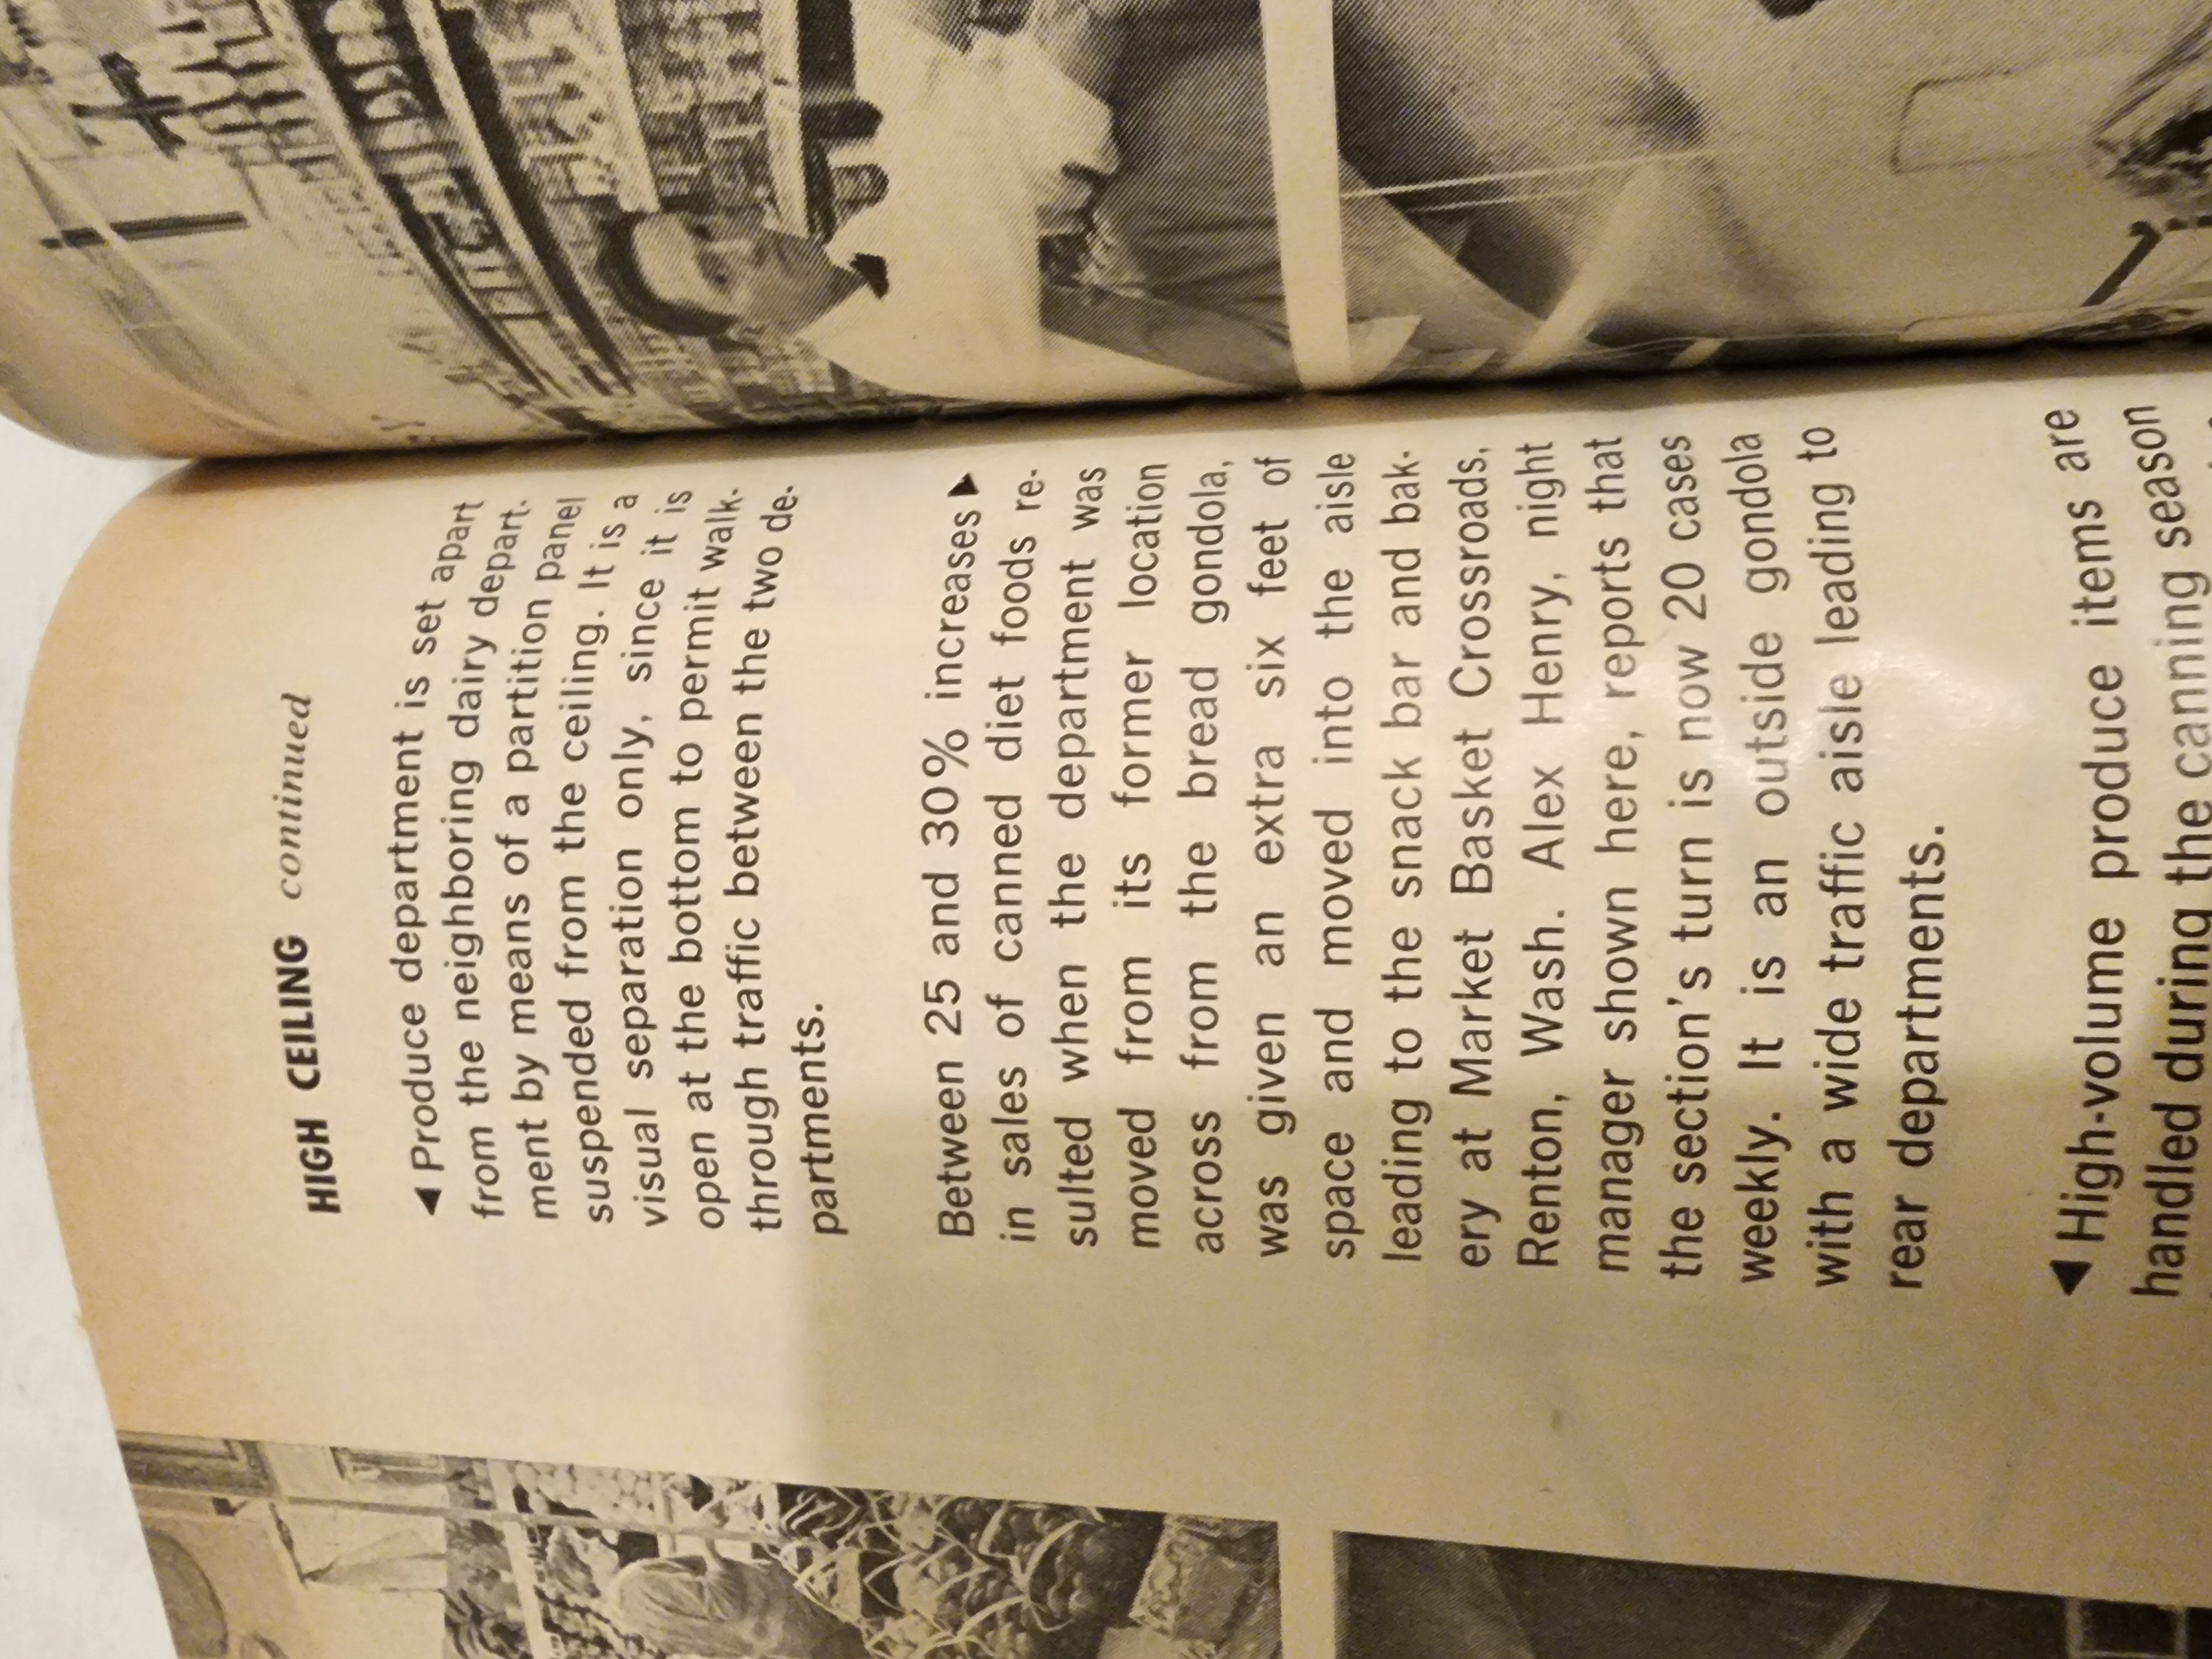 HIGH CEILING continued
◀ Produce department is set apart
from the neighboring dairy depart-
ment by means of a partition panel
suspended from the ceiling. It is a
visual separation only, since it is
open at the bottom to permit walk-
through traffic between the two de-
partments.
Between 25 and 30% increases ▶
in sales of canned diet foods re-
sulted when the department was
moved from its former location
across from the bread gondola,
was given an extra six feet of
space and moved into the aisle
leading to the snack bar and bak-
ery at Market Basket Crossroads,
Renton, Wash. Alex Henry, night
manager shown here, reports that
the section's turn is now 20 cases
weekly. It is an outside gondola
with a wide traffic aisle leading to
rear departments.
◀ High-volume produce items are
handled during the canning season